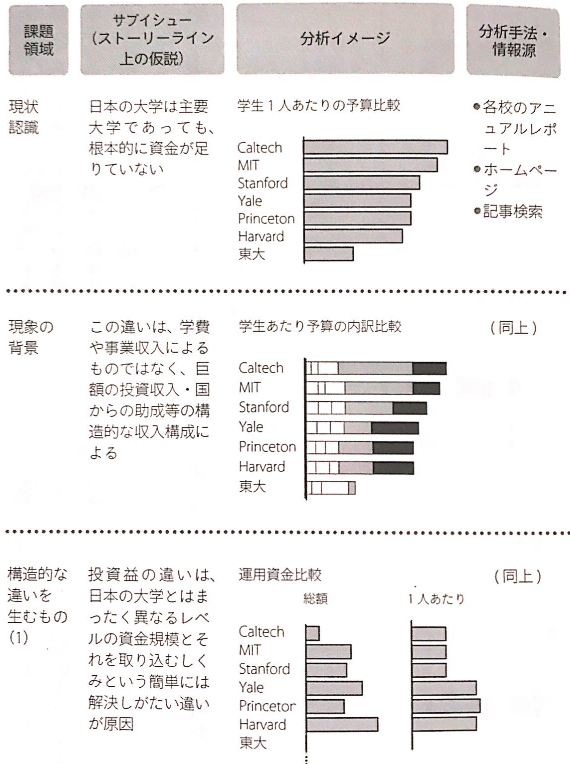 課題
領域
サブイシュー
(ストーリーライン
上の仮説)
分析イメージ
分析手法・
情報源
現状
認識
日本の大学は主要
大学であっても、
根本的に資金が足
りていない
学生1人あたりの予算比較
Caltech
MIT
Stanford
Yale
Princeton
Harvard
東大
●各校のアニ
ュアルレポ
ート
●ホームペー
ジ
●記事検索
現象の
背景
この違いは、学費
や事業収入による
ものではなく、巨
額の投資収入・国
からの助成等の構
造的な収入構成に
よる
学生あたり予算の内訳比較
Caltech
MIT
Stanford
Yale
Princeton
Harvard
東大
(同上)
構造的な
違いを
生むもの
(1)
投資益の違いは、
日本の大学とはま
ったく異なるレベ
ルの資金規模とそ
れを取り込むしく
みという簡単には
解決しがたい違い
が原因
運用資金比較
総額
1人あたり
Caltech
MIT
Stanford
Yale
Princeton
Harvard
東大
(同上)